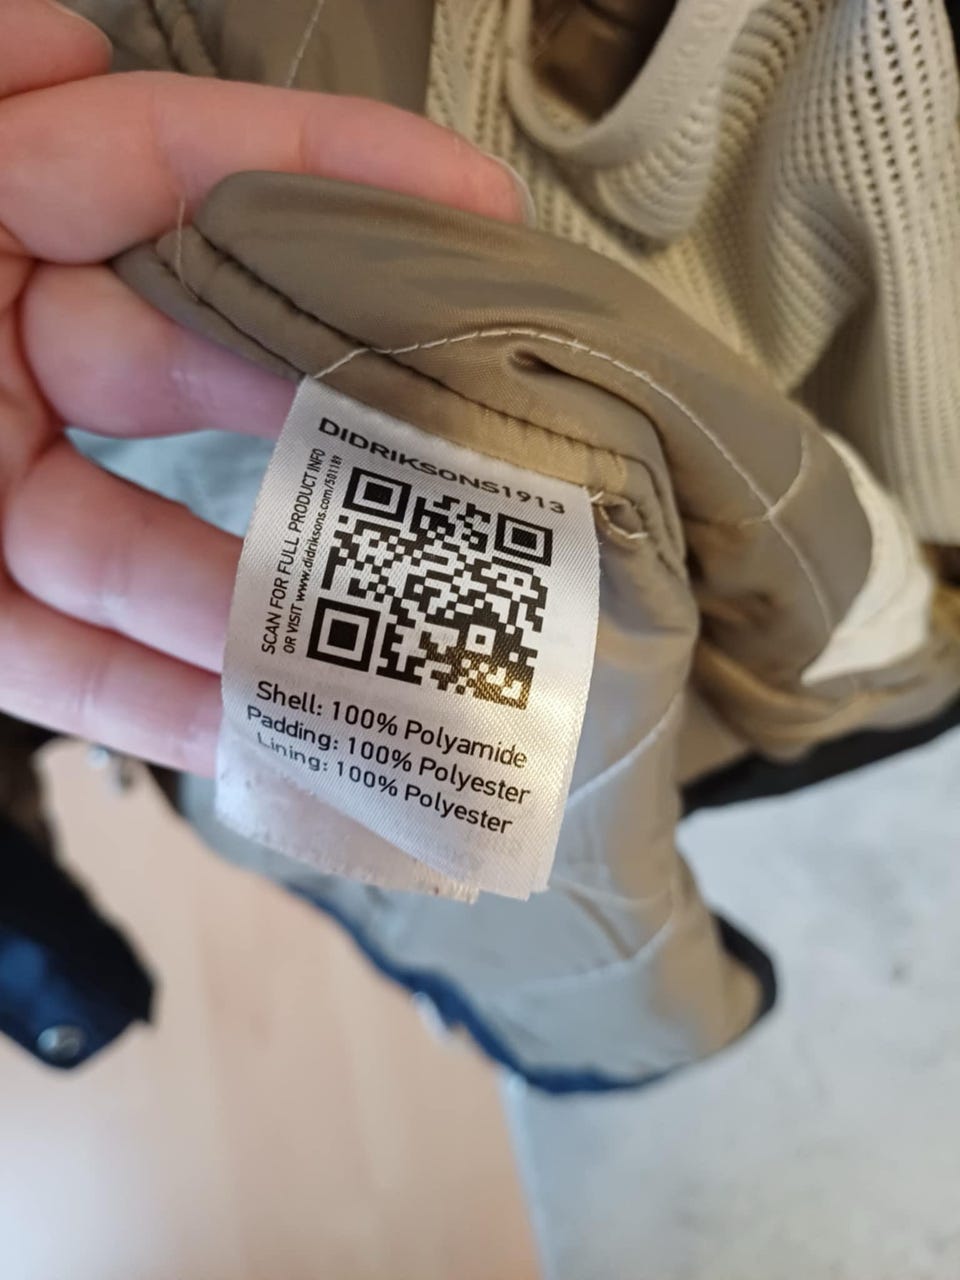 DIDRIKSONS1913
SCAN FOR FULL PRODUCT INFO
OR VISIT www.didriksons.com/501189
Shell: 100% Polyamide
Padding: 100% Polyester
Lining: 100% Polyester